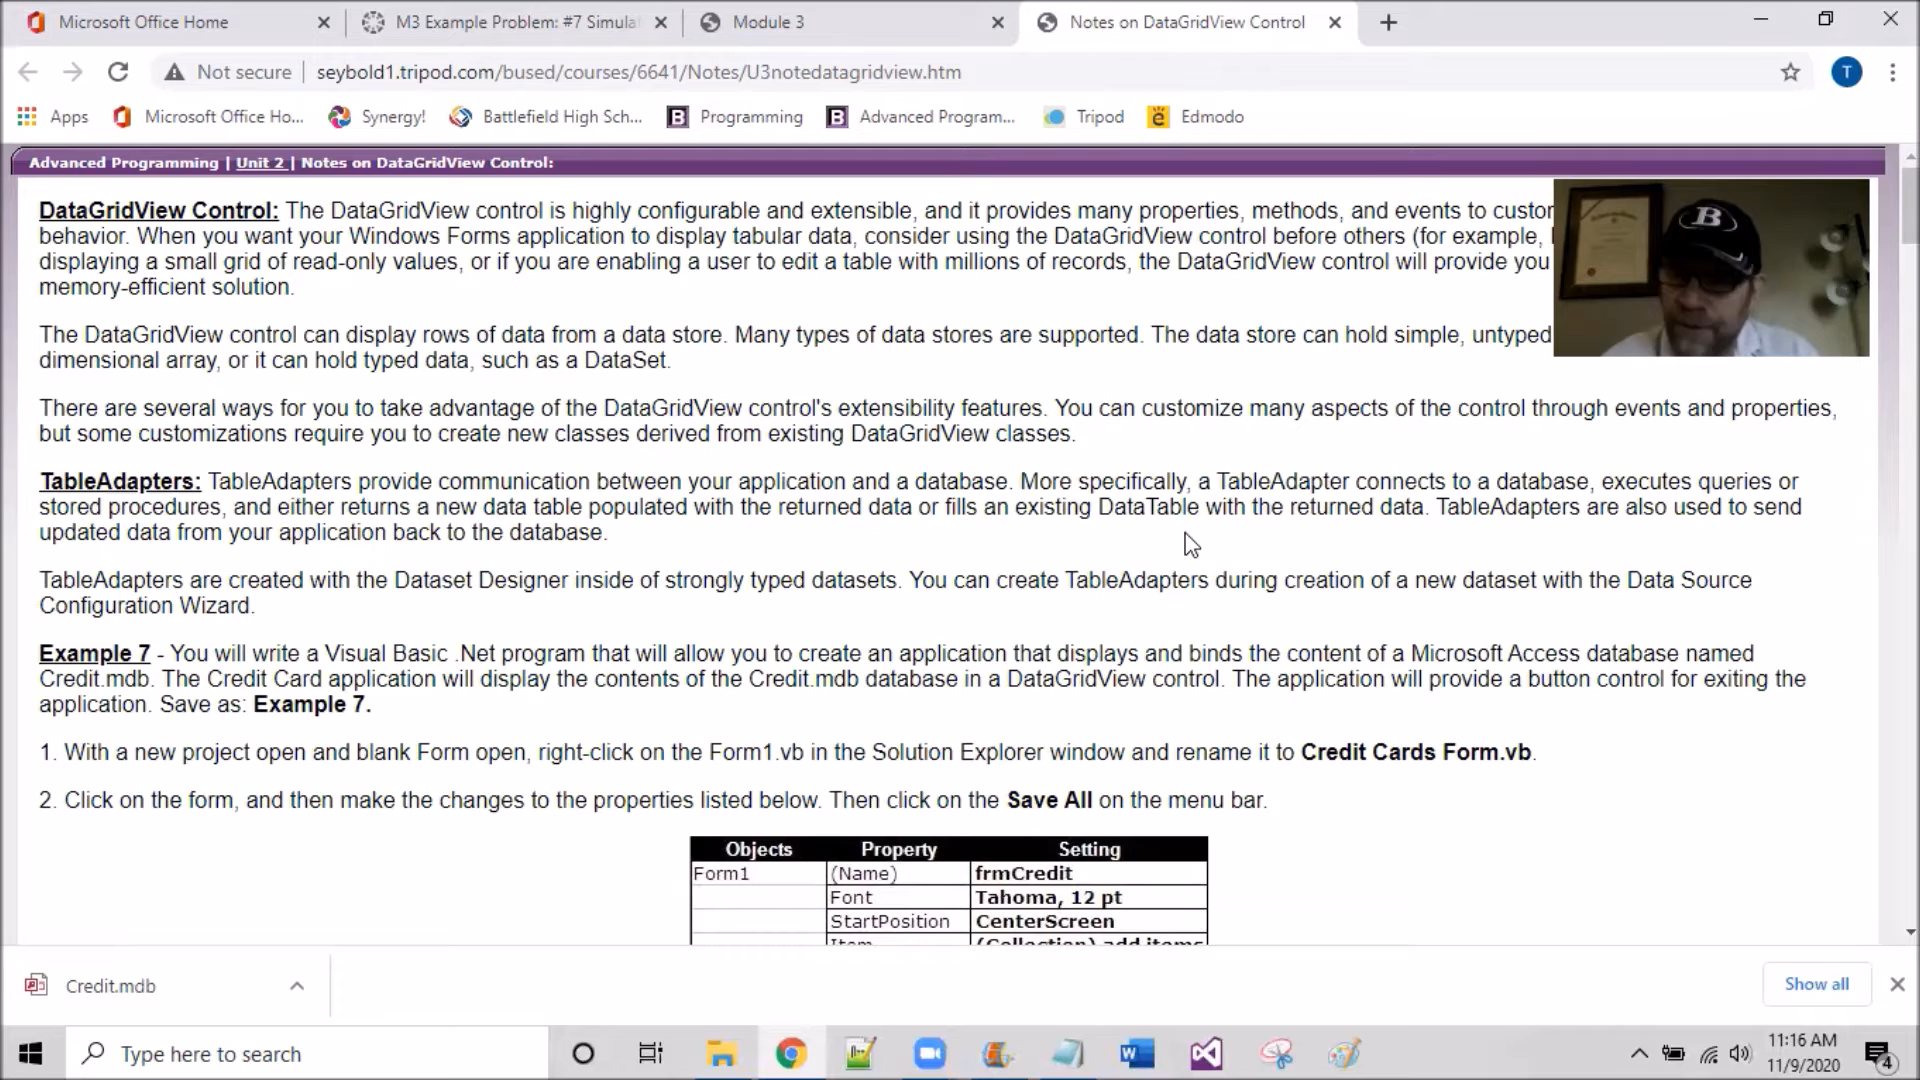 Microsoft Office Home
M3 Example Problem: #7 Simula
Module 3
Notes on DataGridView Control
Not secure
seybold1.tripod.com/bused/courses/6641/Notes/U3notedatagridview.htm
T
Apps
Microsoft Office Ho...
Synergy!
Battlefield High Sch...
Programming
Advanced Program...
Tripod
Edmodo
Advanced Programming | Unit 2 | Notes on DataGridView Control:
DataGridView Control: The DataGridView control is highly configurable and extensible, and it provides many properties, methods, and events to custom
behavior. When you want your Windows Forms application to display tabular data, consider using the DataGridView control before others (for example,
displaying a small grid of read-only values, or if you are enabling a user to edit a table with millions of records, the DataGridView control will provide you
memory-efficient solution.
The DataGridView control can display rows of data from a data store. Many types of data stores are supported. The data store can hold simple, untyped
dimensional array, or it can hold typed data, such as a DataSet.
There are several ways for you to take advantage of the DataGridView control's extensibility features. You can customize many aspects of the control through events and properties,
but some customizations require you to create new classes derived from existing DataGridView classes.
TableAdapters: TableAdapters provide communication between your application and a database. More specifically, a TableAdapter connects to a database, executes queries or
stored procedures, and either returns a new data table populated with the returned data or fills an existing DataTable with the returned data. TableAdapters are also used to send
updated data from your application back to the database.
TableAdapters are created with the Dataset Designer inside of strongly typed datasets. You can create TableAdapters during creation of a new dataset with the Data Source
Configuration Wizard.
Example 7 - You will write a Visual Basic .Net program that will allow you to create an application that displays and binds the content of a Microsoft Access database named
Credit.mdb. The Credit Card application will display the contents of the Credit.mdb database in a DataGridView control. The application will provide a button control for exiting the
application. Save as: Example 7.
1. With a new project open and blank Form open, right-click on the Form1.vb in the Solution Explorer window and rename it to Credit Cards Form.vb.
2. Click on the form, and then make the changes to the properties listed below. Then click on the Save All on the menu bar.
Objects Property Setting
Form1 (Name) frmCredit
Font Tahoma, 12 pt
StartPosition CenterScreen
Item (Collection) add items
B
Credit.mdb
Show all
Type here to search
11:16 AM
11/9/2020
4